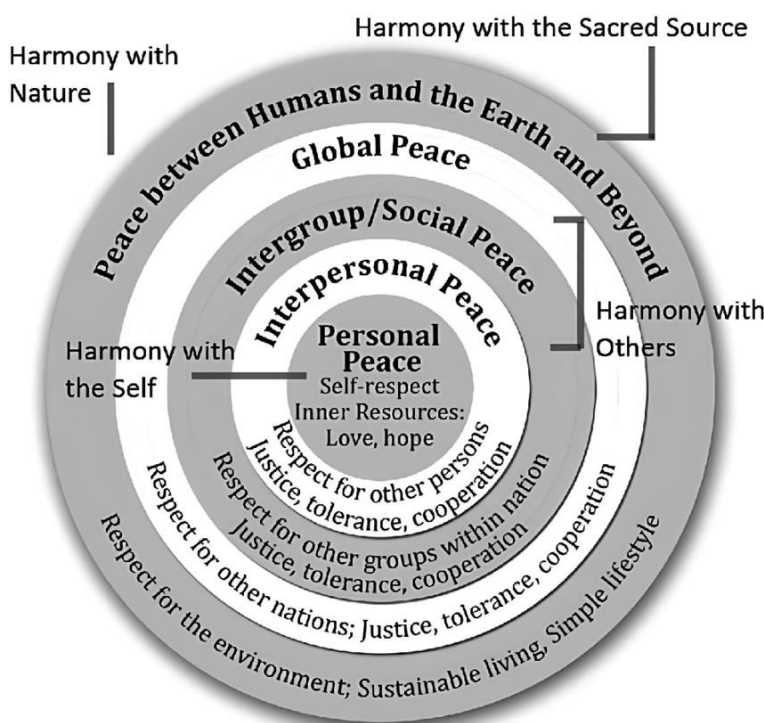 Harmony with the Sacred Source
Harmony with
Nature
Peace between Humans and the Earth and Beyond
Global Peace
Intergroup/Social Peace
Interpersonal Peace
Personal
Peace
Self-respect
Inner Resources:
Love, hope
Harmony with
the Self
Harmony with
Others
Respect for other persons
Justice, tolerance, cooperation
Respect for other groups within nation
Justice, tolerance, cooperation
Respect for other nations; Justice, tolerance, cooperation
Respect for the environment; Sustainable living, Simple lifestyle